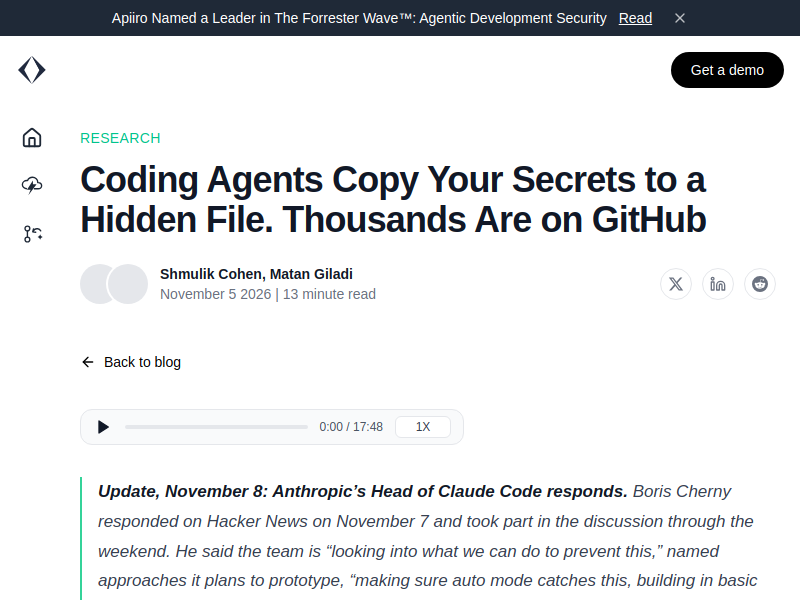 Apiiro Named a Leader in The Forrester Wave™: Agentic Development Security Read
Get a demo
RESEARCH
Coding Agents Copy Your Secrets to a
Hidden File. Thousands Are on GitHub
Shmulik Cohen, Matan Giladi
November 5 2026 | 13 minute read
Back to blog
0:00 / 17:48 1X
Update, November 8: Anthropic’s Head of Claude Code responds. Boris Cherny
responded on Hacker News on November 7 and took part in the discussion through the
weekend. He said the team is “looking into what we can do to prevent this,” named
approaches it plans to prototype, “making sure auto mode catches this, building in basic